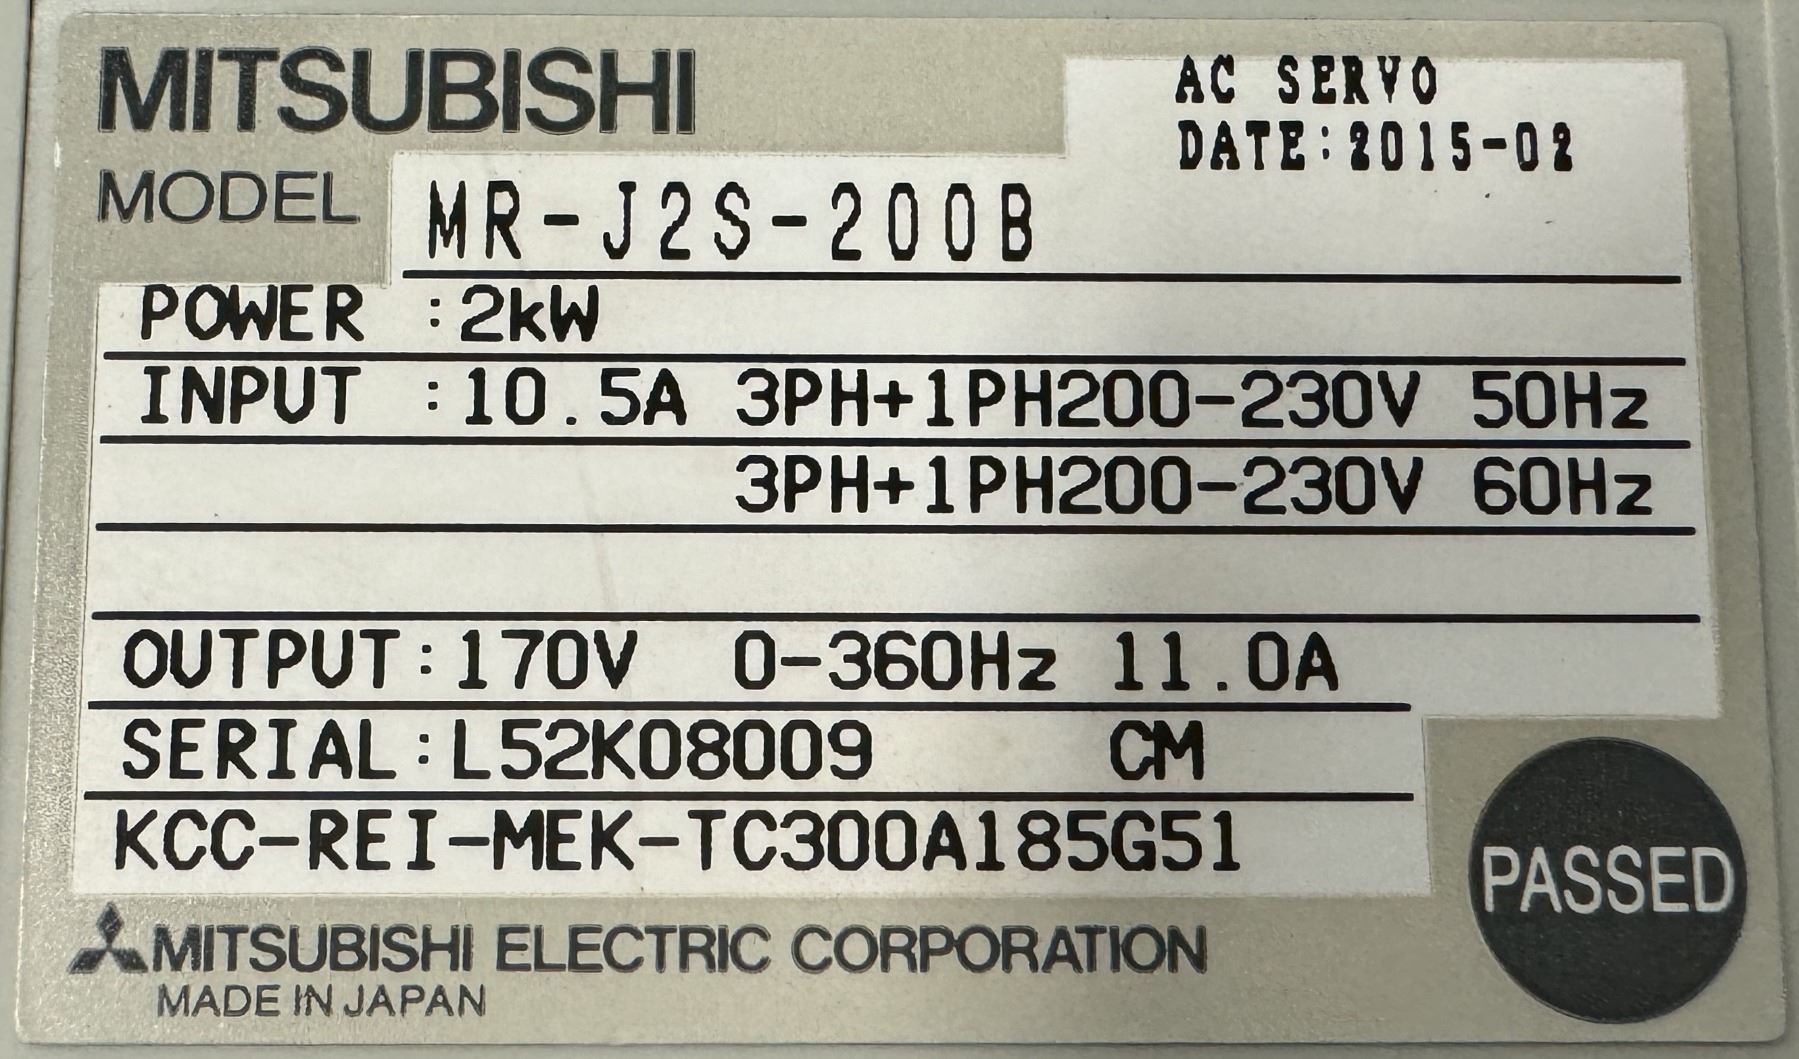 MITSUBISHI
AC SERVO
DATE:2015-02
MODEL MR-J2S-200B
POWER :2kW
INPUT :10.5A 3PH+1PH200-230V 50Hz
3PH+1PH200-230V 60Hz
OUTPUT:170V 0-360Hz 11.0A
SERIAL:L52K08009 CM
KCC-REI-MEK-TC300A185G51
PASSED
MITSUBISHI ELECTRIC CORPORATION
MADE IN JAPAN